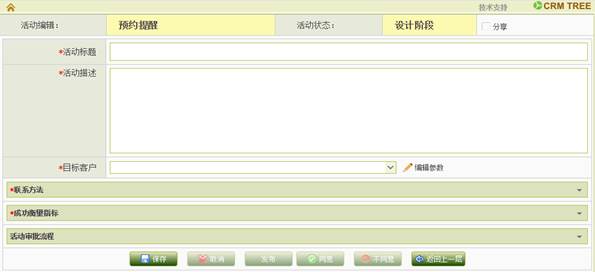 技术支持 CRM TREE
活动编辑: 预约提醒 活动状态: 设计阶段 分享
*活动标题
*活动描述
*目标客户 编辑参数
*联系方法
*成功衡量指标
活动审批流程
保存 取消 发布 同意 不同意 返回上一层